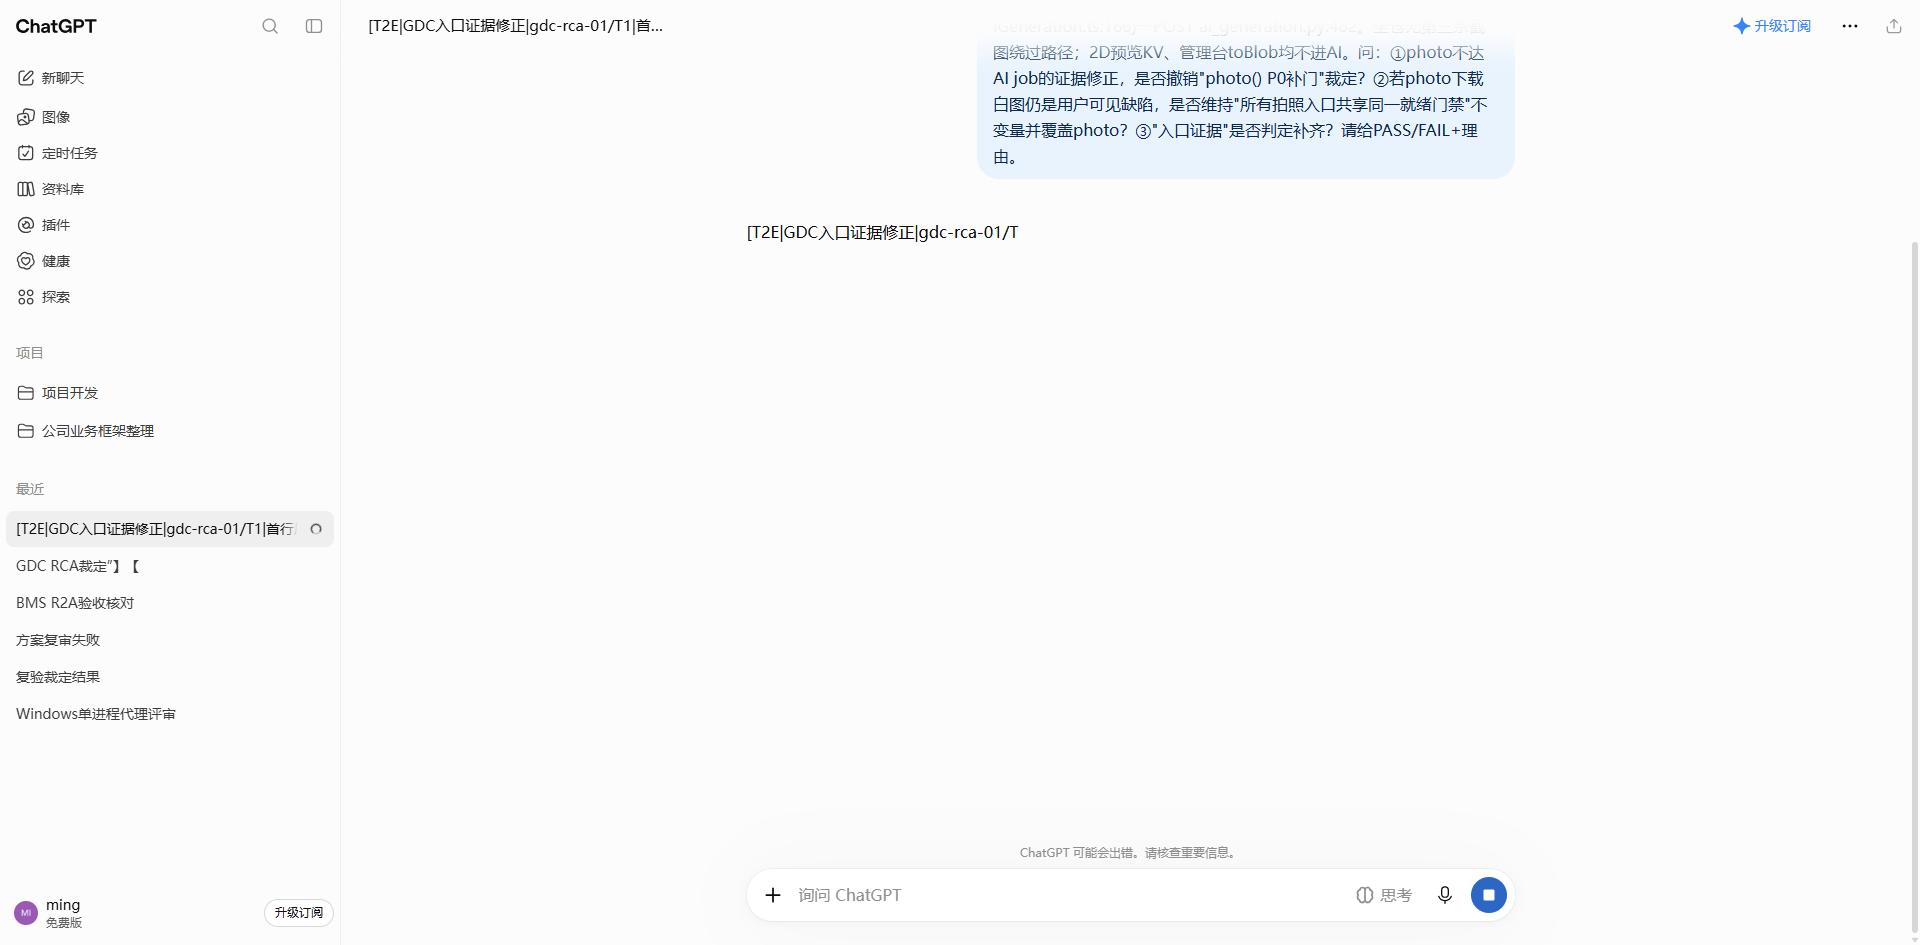 ChatGPT
新聊天
图像
定时任务
资料库
插件
健康
探索
项目
项目开发
公司业务框架整理
最近
[T2E|GDC入口证据修正|gdc-rca-01/T1|首行
GDC RCA裁定”】【
BMS R2A验收核对
方案复审失败
复验裁定结果
Windows单进程代理评审
MI
ming
免费版
升级订阅
[T2E|GDC入口证据修正|gdc-rca-01/T1|首...
升级订阅
图绕过路径；2D预览KV、管理台toBlob均不进AI。问：①photo不达
AI job的证据修正，是否撤销"photo() P0补门"裁定？②若photo下载
白图仍是用户可见缺陷，是否维持"所有拍照入口共享同一就绪门禁"不
变量并覆盖photo？③"入口证据"是否判定补齐？请给PASS/FAIL+理
由。
[T2E|GDC入口证据修正|gdc-rca-01/T
ChatGPT 可能会出错。请核查重要信息。
询问 ChatGPT
思考